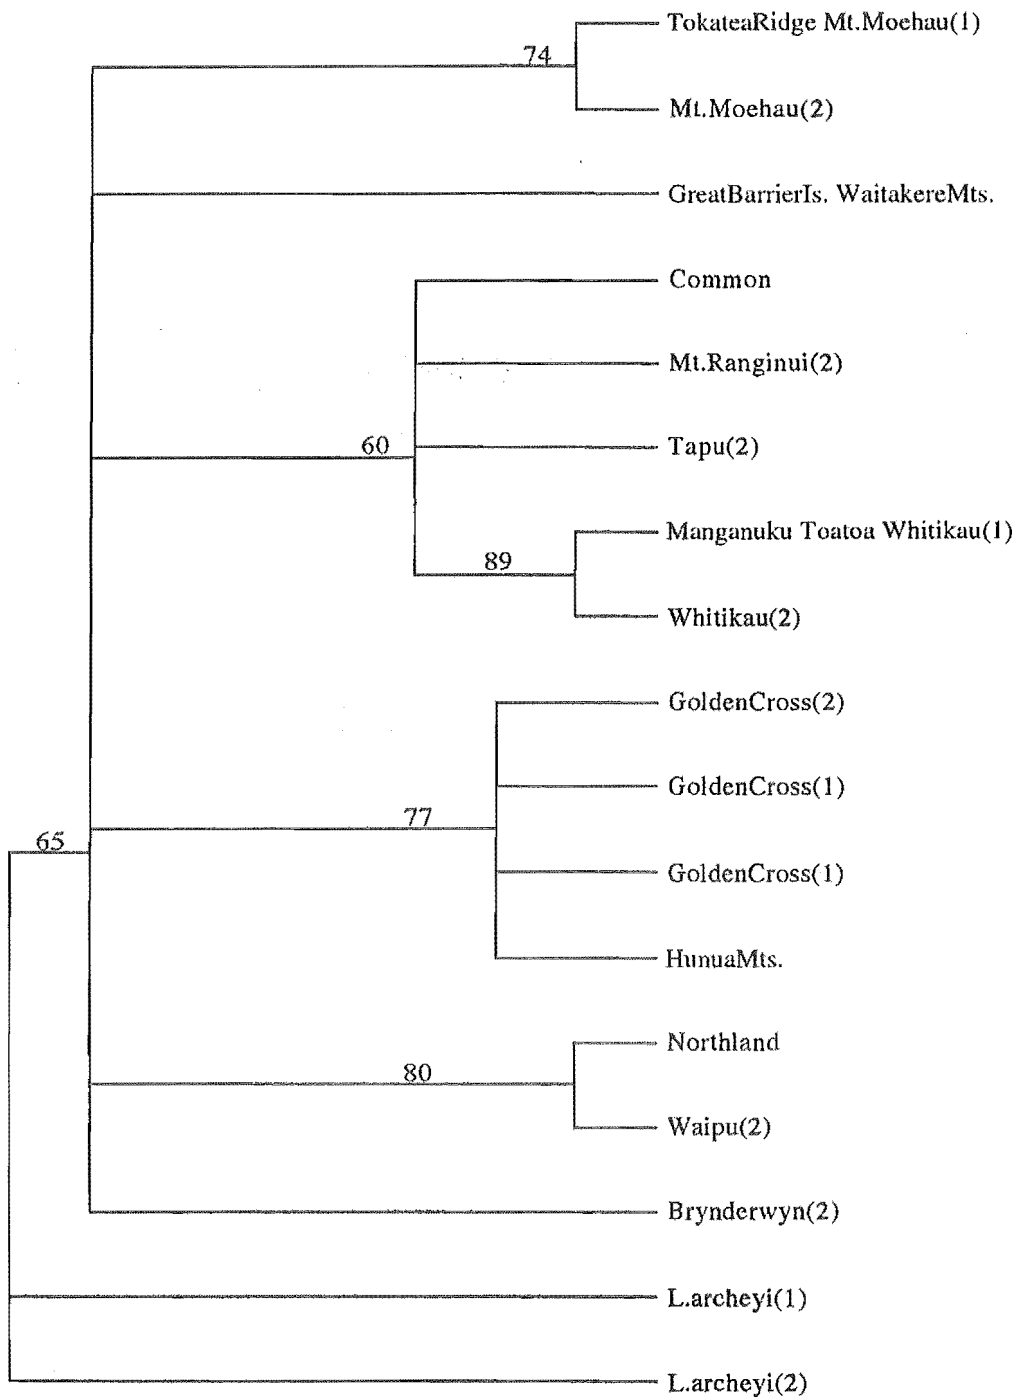 TokateaRidge Mt.Moehau(1)
74
Mt.Moehau(2)
GreatBarrierIs. WaitakereMts.
Common
Mt.Ranginui(2)
60
Tapu(2)
Manganuku Toatoa Whitikau(1)
89
Whitikau(2)
GoldenCross(2)
GoldenCross(1)
77
65
GoldenCross(1)
HunuaMts.
Northland
80
Waipu(2)
Brynderwyn(2)
L.archeyi(1)
L.archeyi(2)